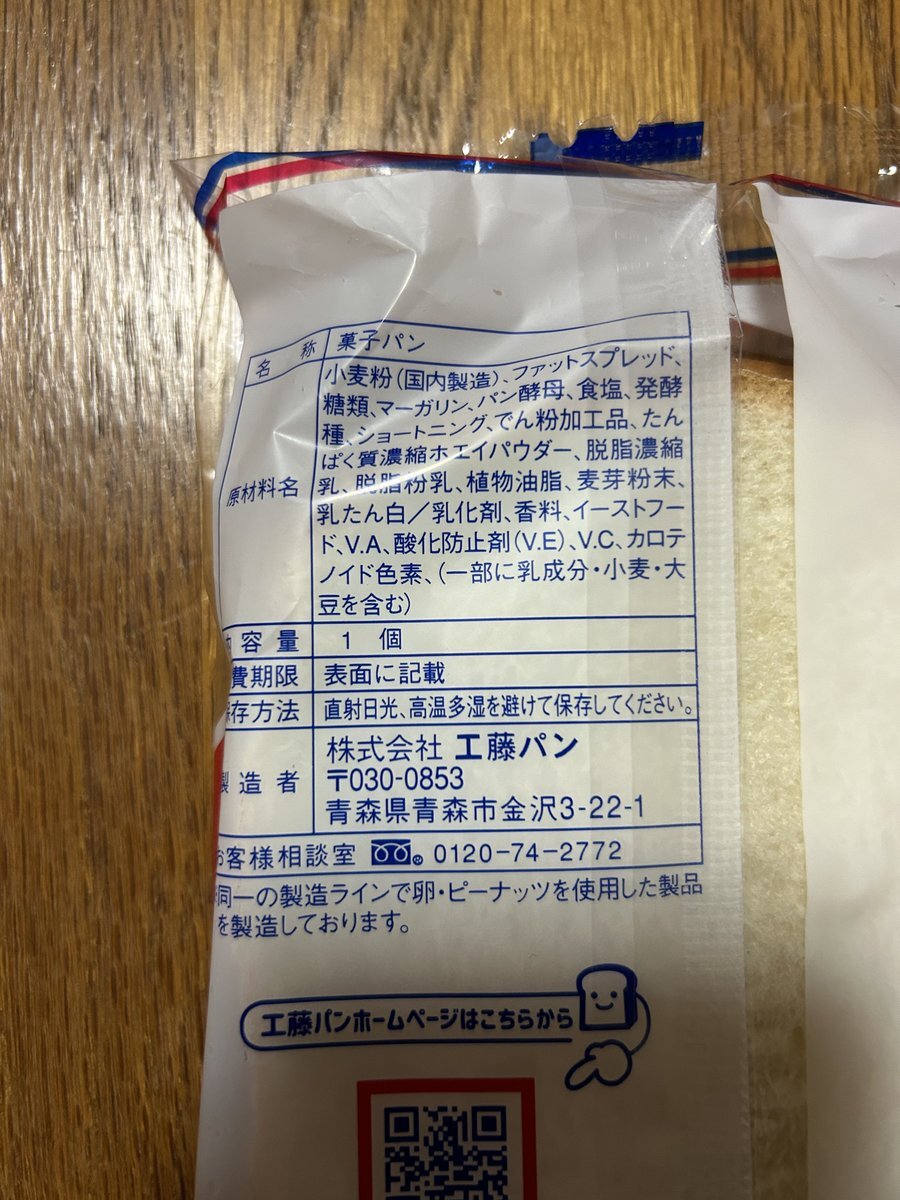 名称 菓子パン
原材料名 小麦粉(国内製造)、ファットスプレッド、
糖類、マーガリン、パン酵母、食塩、発酵
種、ショートニング、でん粉加工品、たん
ぱく質濃縮ホエイパウダー、脱脂濃縮
乳、脱脂粉乳、植物油脂、麦芽粉末、
乳たん白/乳化剤、香料、イーストフー
ド、V.A、酸化防止剤(V.E)、V.C、カロテ
ノイド色素、(一部に乳成分・小麦・大
豆を含む)
内容量 1 個
費期限 表面に記載
存方法 直射日光、高温多湿を避けて保存してください。
製造者 株式会社 工藤パン
〒030-0853
青森県青森市金沢3-22-1
お客様相談室 0120-74-2772
同一の製造ラインで卵・ピーナッツを使用した製品
を製造しております。
工藤パンホームページはこちらから